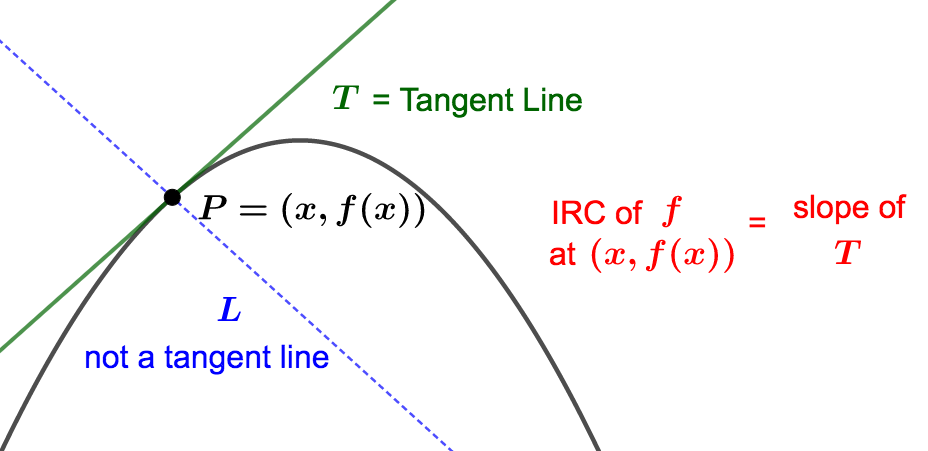 T = Tangent Line
P = (x, f(x))
IRC of f
at (x, f(x))
=
slope of
T
L
not a tangent line